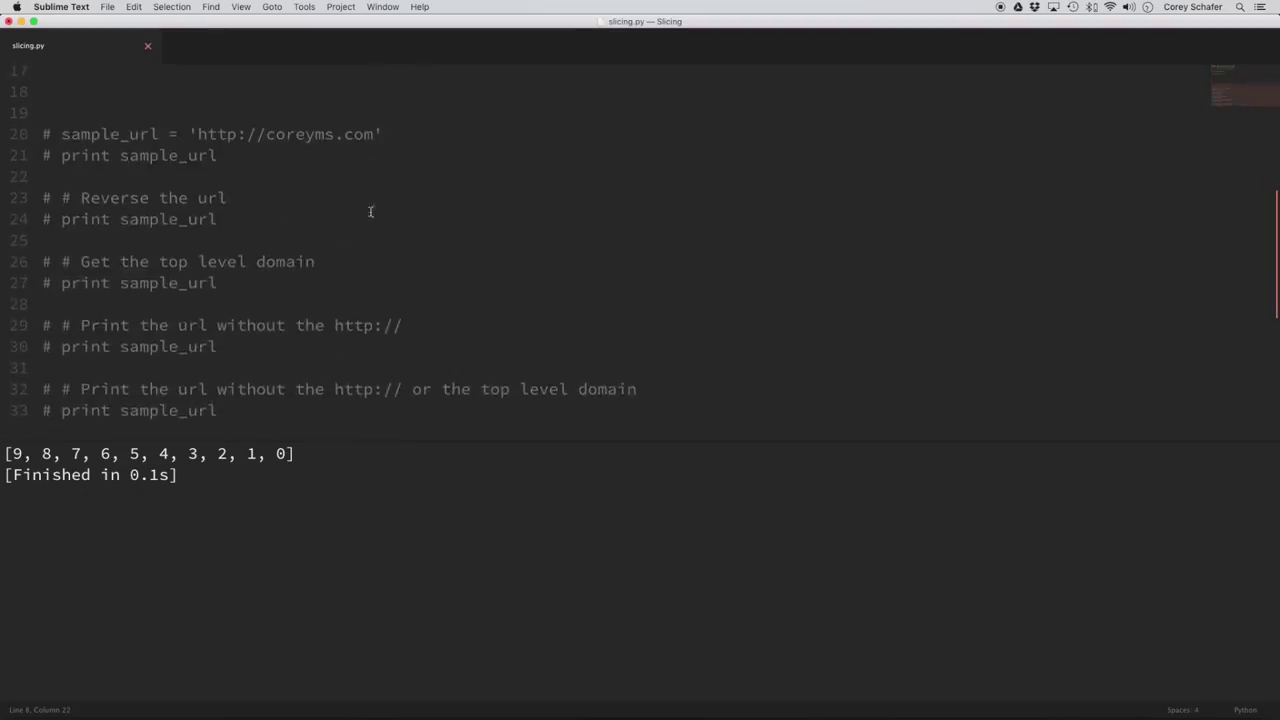 Sublime Text File Edit Selection Find View Goto Tools Project Window Help Corey Schafer
slicing.py — Slicing
slicing.py
17
18
19
20 # sample_url = 'http://coreyms.com'
21 # print sample_url
22
23 # # Reverse the url
24 # print sample_url
25
26 # # Get the top level domain
27 # print sample_url
28
29 # # Print the url without the http://
30 # print sample_url
31
32 # # Print the url without the http:// or the top level domain
33 # print sample_url
[9, 8, 7, 6, 5, 4, 3, 2, 1, 0]
[Finished in 0.1s]
Line 6, Column 22 Spaces: 4 Python